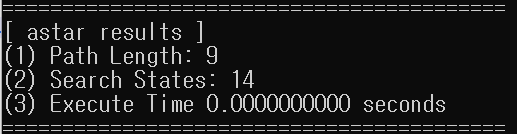 ==========================================
[ astar results ]
(1) Path Length: 9
(2) Search States: 14
(3) Execute Time 0.0000000000 seconds
==========================================